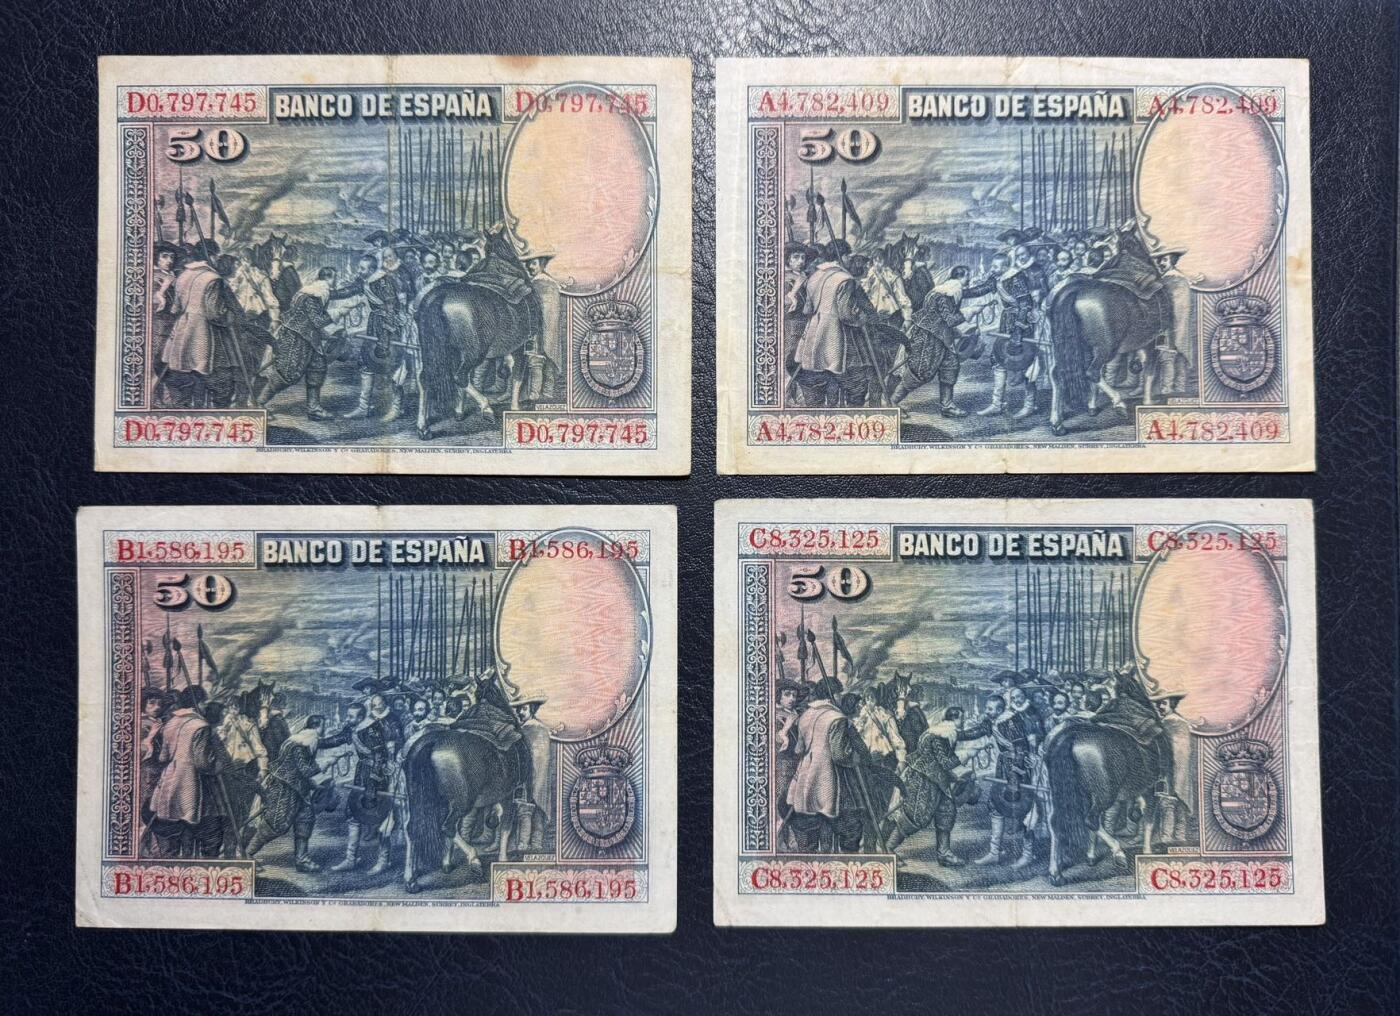 D0,797,745 BANCO DE ESPAÑA D0,797,745
50
VELAZQUEZ
D0,797,745 D0,797,745
BRADBURY, WILKINSON Y Cª GRABADORES, NEW MALDEN, SURREY, INGLATERRA
A4,782,409 BANCO DE ESPAÑA A4,782,409
50
A4,782,409 A4,782,409
BRADBURY, WILKINSON Y Cª GRABADORES, NEW MALDEN, SURREY, INGLATERRA
B1,586,195 BANCO DE ESPAÑA B1,586,195
50
VELAZQUEZ
B1,586,195 B1,586,195
BRADBURY, WILKINSON Y Cª GRABADORES, NEW MALDEN, SURREY, INGLATERRA
C8,325,125 BANCO DE ESPAÑA C8,325,125
50
VELAZQUEZ
C8,325,125 C8,325,125
BRADBURY, WILKINSON Y Cª GRABADORES, NEW MALDEN, SURREY, INGLATERRA